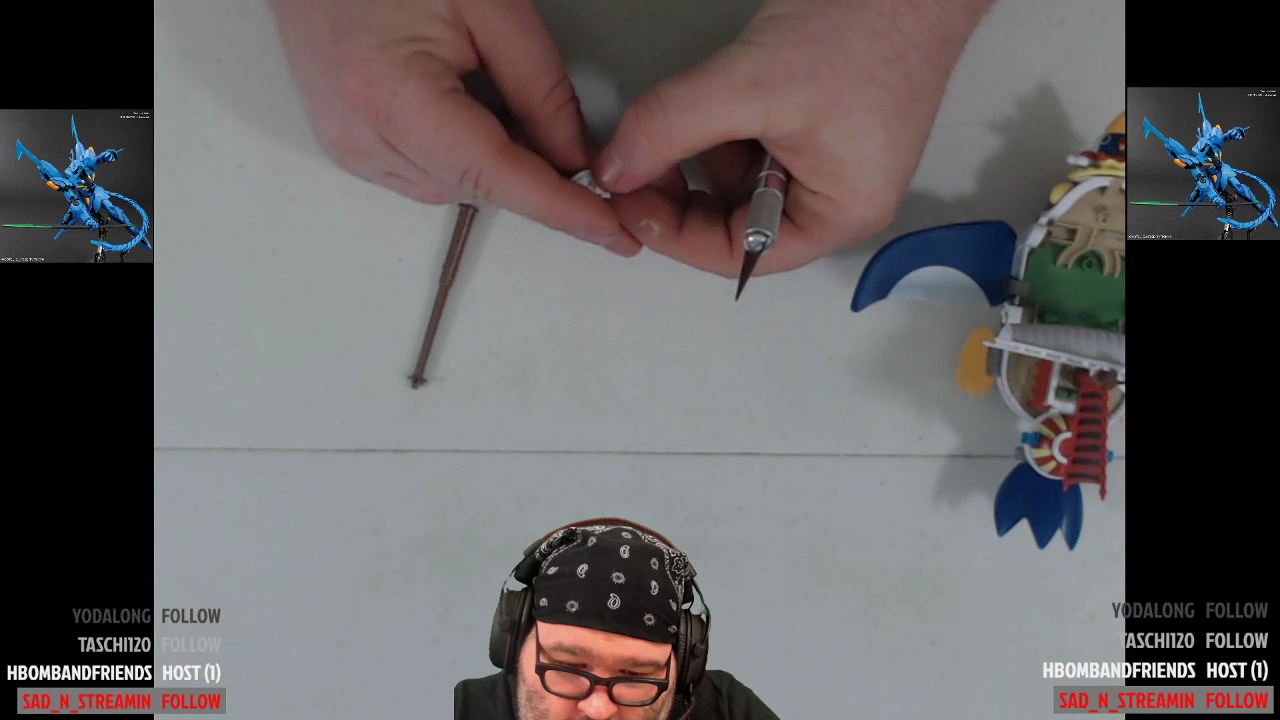 YODALONG FOLLOW
TASCHI120 FOLLOW
HBOMBANDFRIENDS HOST (1)
SAD_N_STREAMIN FOLLOW
YODALONG FOLLOW
TASCHI120 FOLLOW
HBOMBANDFRIENDS HOST (1)
SAD_N_STREAMIN FOLLOW